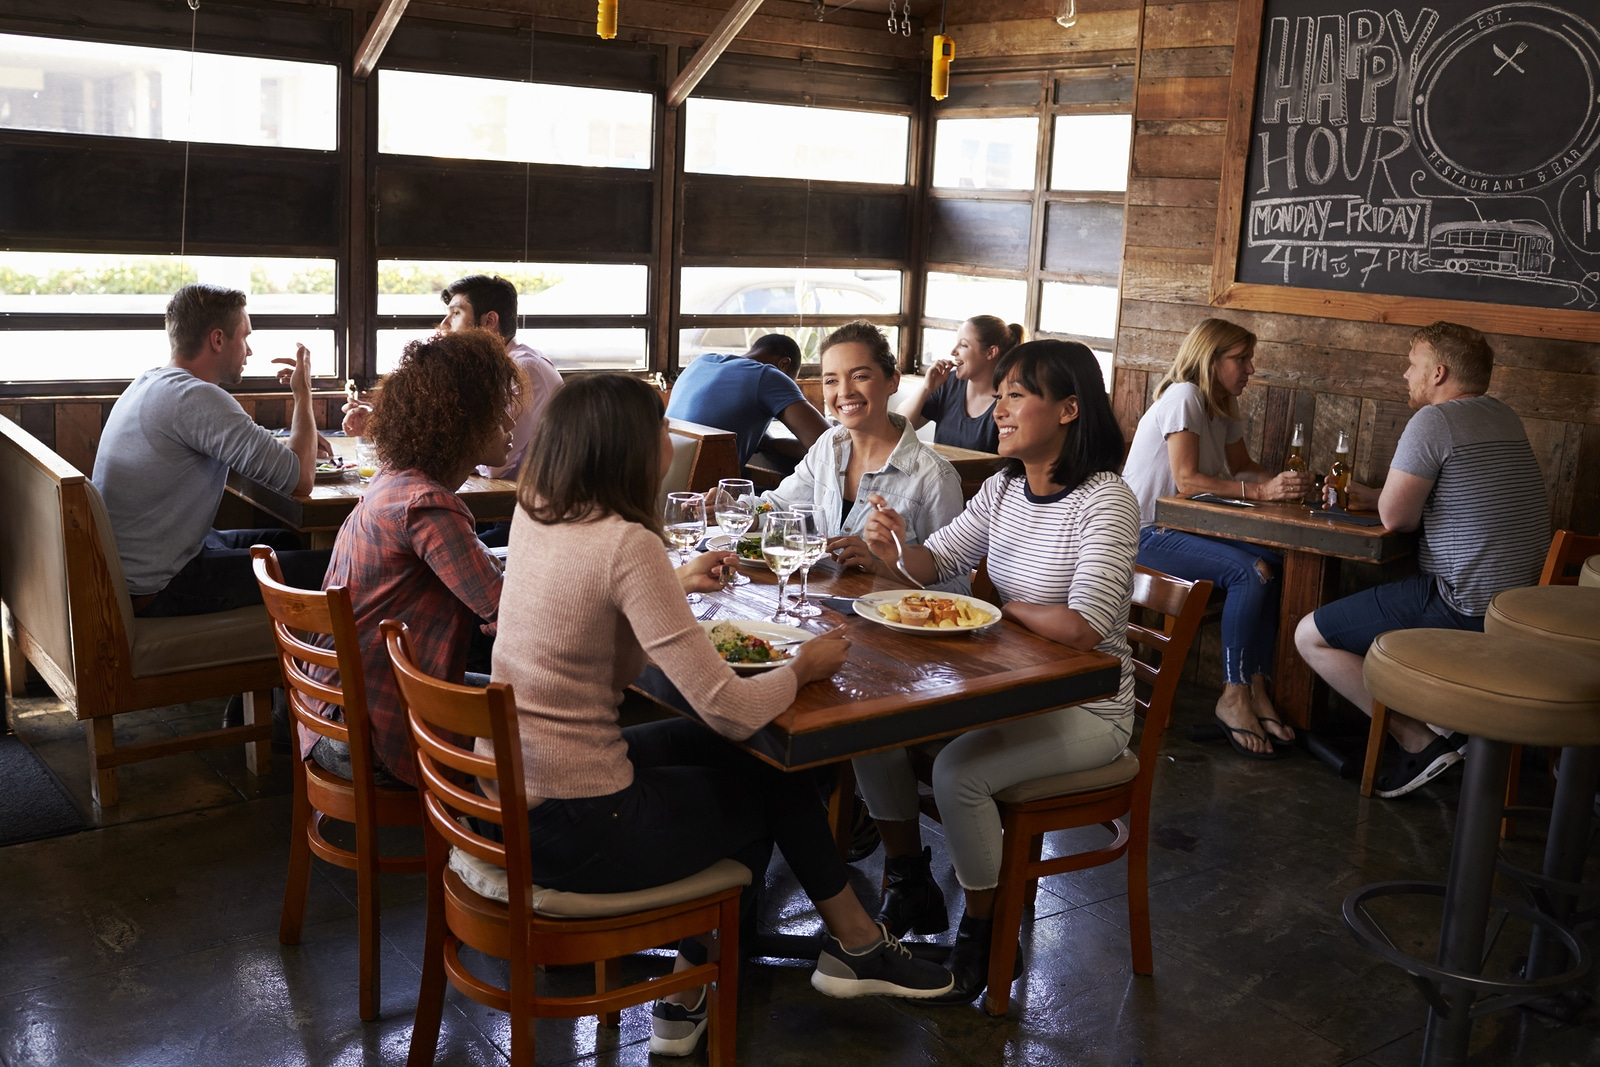 HAPPY
HOUR
MONDAY-FRIDAY
4 PM TO 7 PM
EST.
RESTAURANT & BAR